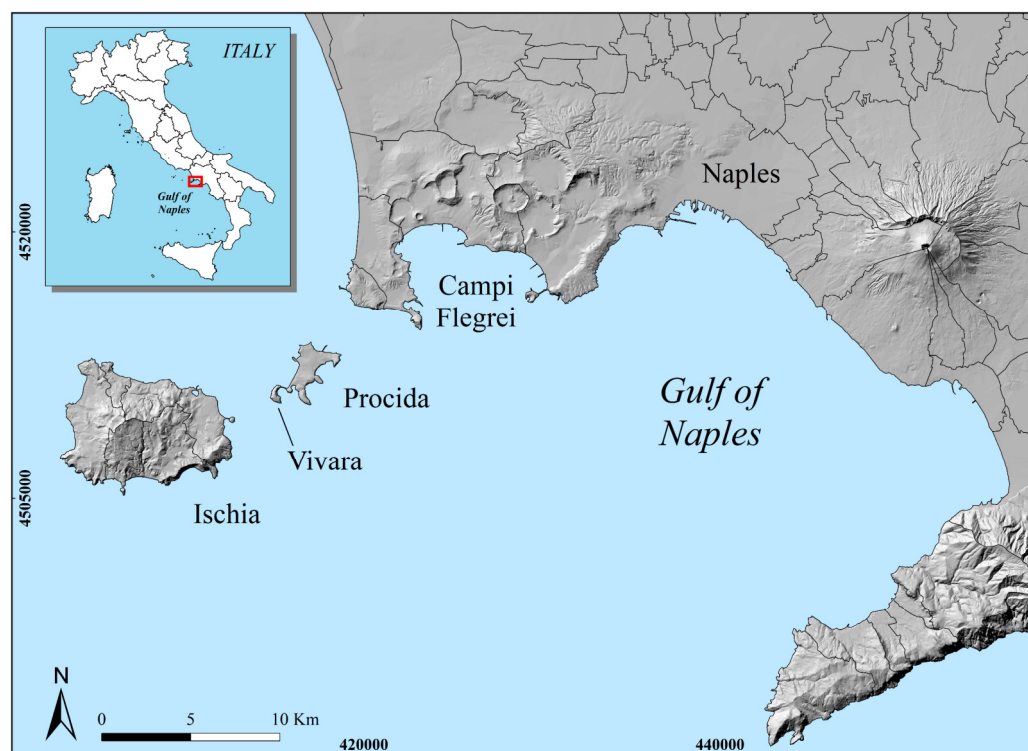 ITALY
Gulf of
Naples
Naples
4520000
Campi
Flegrei
Gulf of
Naples
Procida
Vivara
Ischia
4505000
N
0 5 10 Km
420000
440000